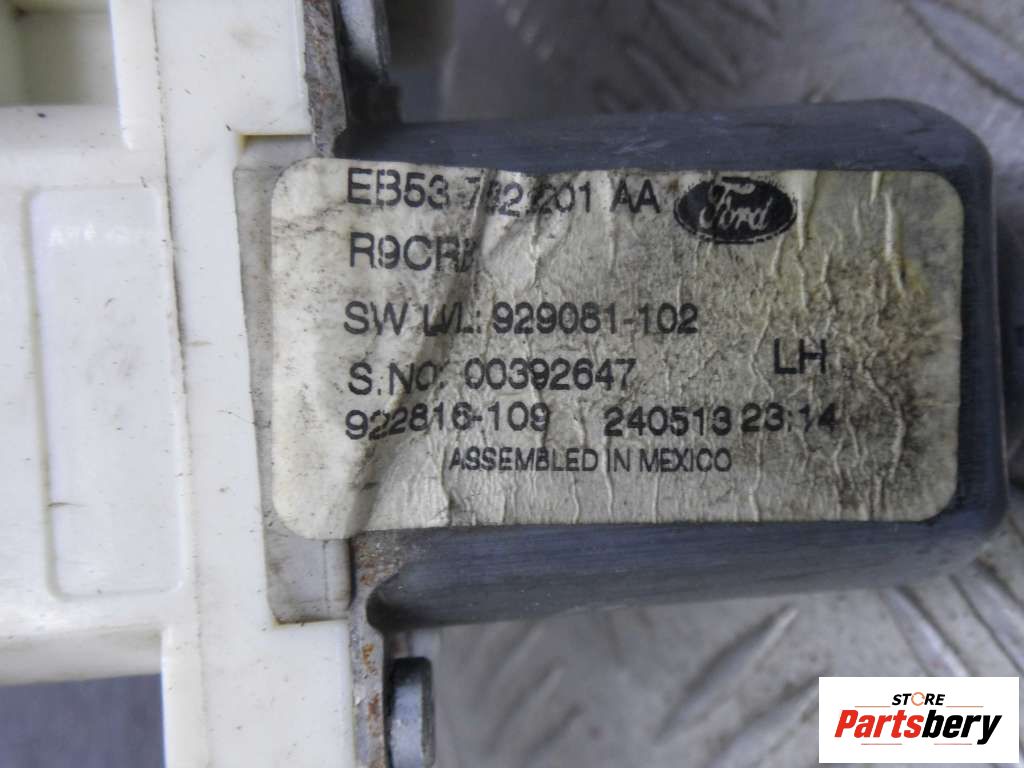 EB53 AA Ford
SW LVL: 929081-102
S.NO: 00392647
LH
922816-109 240513 23:14
ASSEMBLED IN MEXICO
STORE
Partsbery